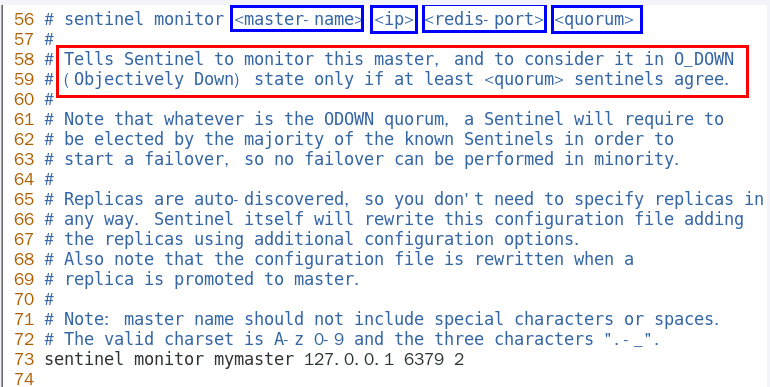 56 # sentinel monitor <master-name> <ip> <redis-port> <quorum>
57 #
58 # Tells Sentinel to monitor this master, and to consider it in O_DOWN
59 # (Objectively Down) state only if at least <quorum> sentinels agree.
60 #
61 # Note that whatever is the ODOWN quorum, a Sentinel will require to
62 # be elected by the majority of the known Sentinels in order to
63 # start a failover, so no failover can be performed in minority.
64 #
65 # Replicas are auto-discovered, so you don't need to specify replicas in
66 # any way. Sentinel itself will rewrite this configuration file adding
67 # the replicas using additional configuration options.
68 # Also note that the configuration file is rewritten when a
69 # replica is promoted to master.
70 #
71 # Note: master name should not include special characters or spaces.
72 # The valid charset is A-z 0-9 and the three characters ".-_".
73 sentinel monitor mymaster 127.0.0.1 6379 2
74